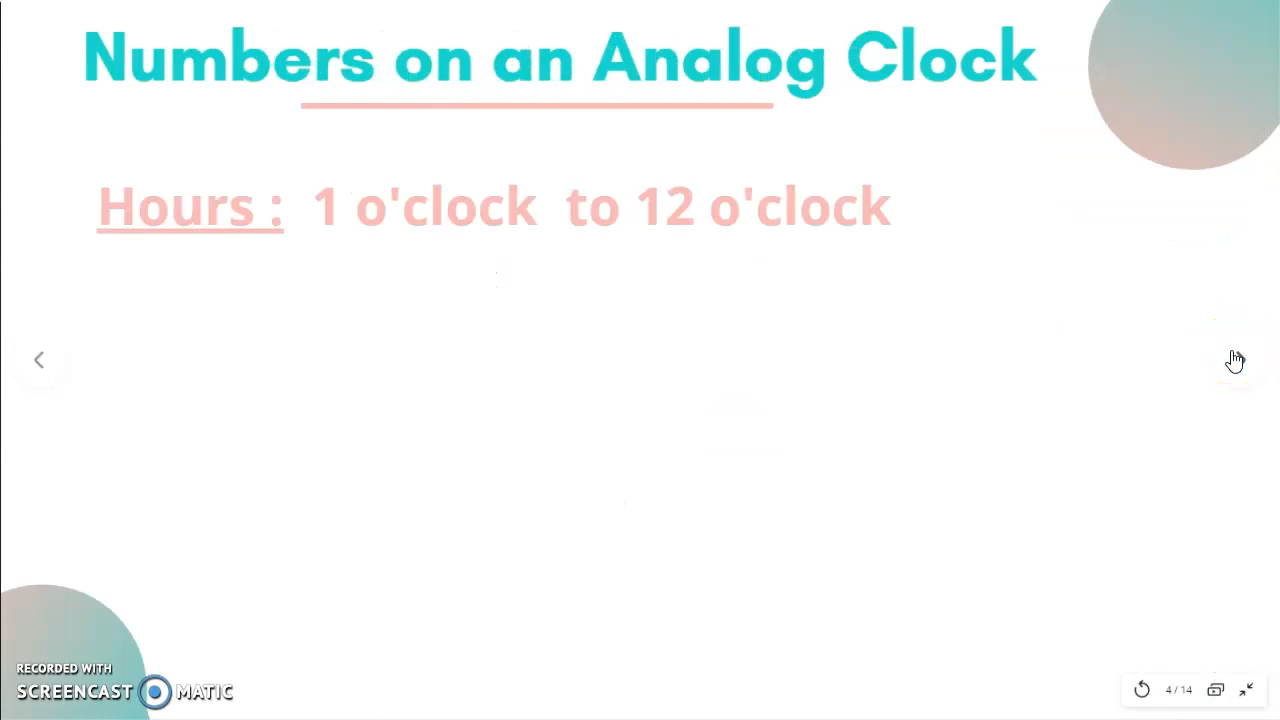 Numbers on an Analog Clock
Hours : 1 o'clock to 12 o'clock
RECORDED WITH
SCREENCAST MATIC
4 / 14